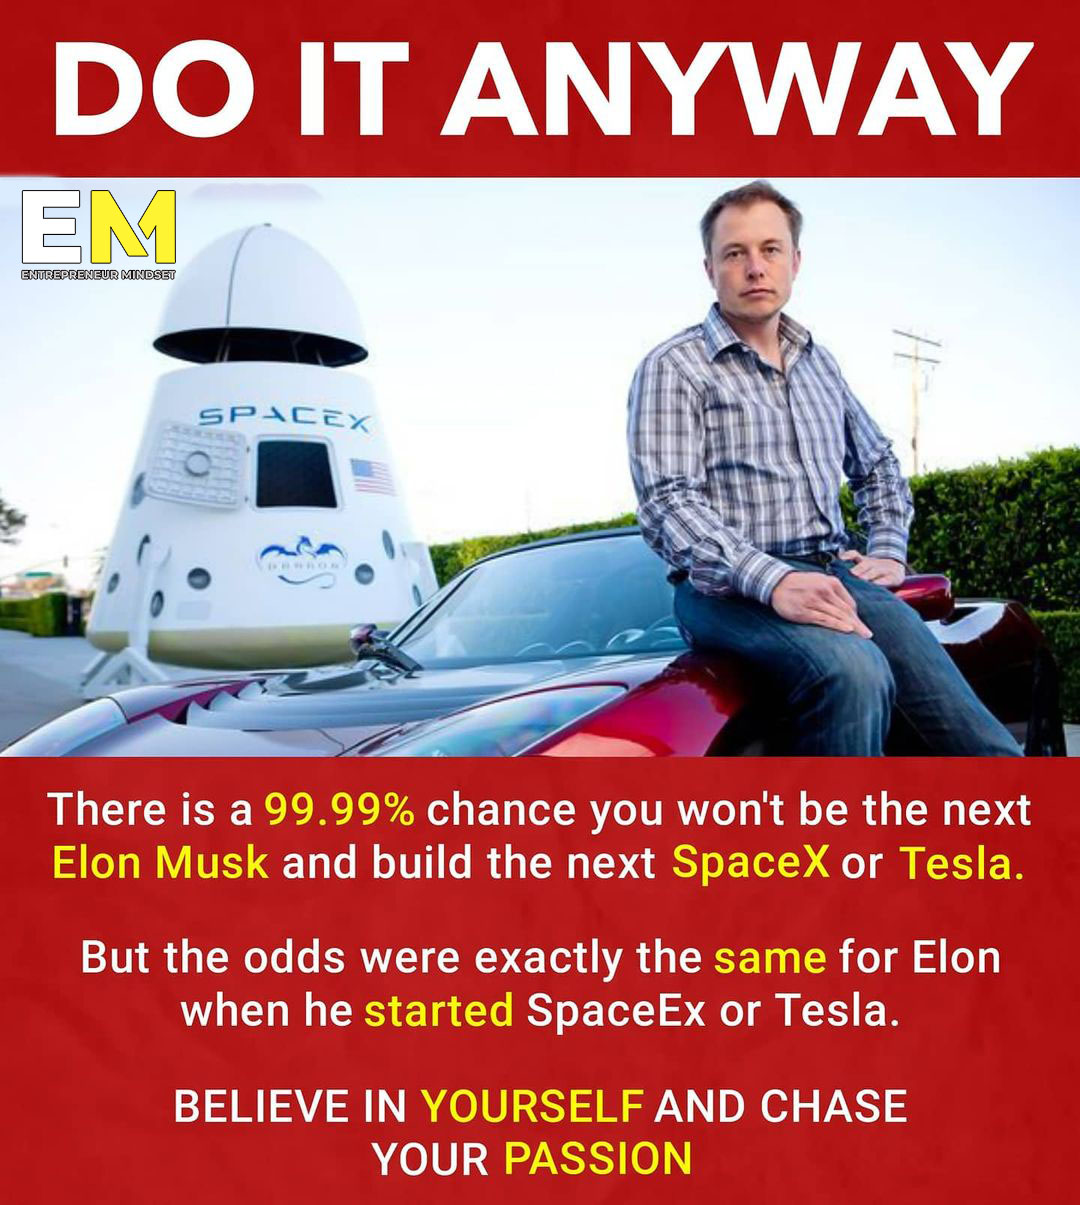 DO IT ANYWAY
EM
ENTREPRENEUR MINDSET
SPACEX
DRAGON
There is a 99.99% chance you won't be the next
Elon Musk and build the next SpaceX or Tesla.
But the odds were exactly the same for Elon
when he started SpaceEx or Tesla.
BELIEVE IN YOURSELF AND CHASE
YOUR PASSION